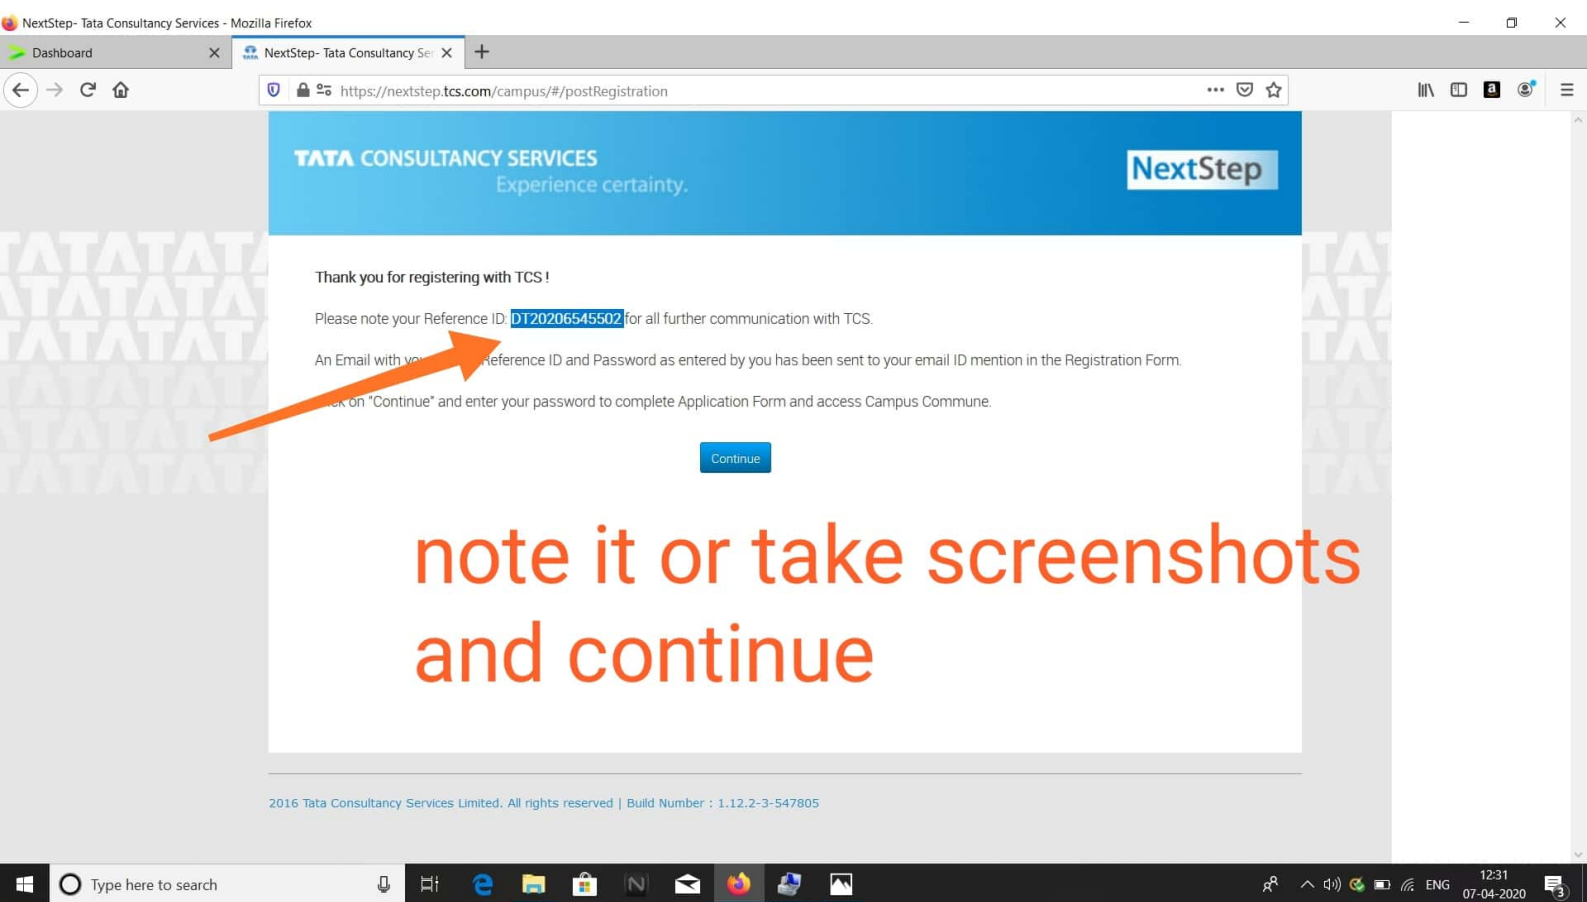 NextStep- Tata Consultancy Services - Mozilla Firefox
Dashboard
NextStep- Tata Consultancy Ser
https://nextstep.tcs.com/campus/#/postRegistration
TATA CONSULTANCY SERVICES
Experience certainty.
NextStep
Thank you for registering with TCS !
Please note your Reference ID: DT20206545502 for all further communication with TCS.
An Email with Reference ID and Password as entered by you has been sent to your email ID mention in the Registration Form.
on "Continue" and enter your password to complete Application Form and access Campus Commune.
Continue
note it or take screenshots
and continue
2016 Tata Consultancy Services Limited. All rights reserved | Build Number : 1.12.2-3-547805
Type here to search
ENG
12:31
07-04-2020
3